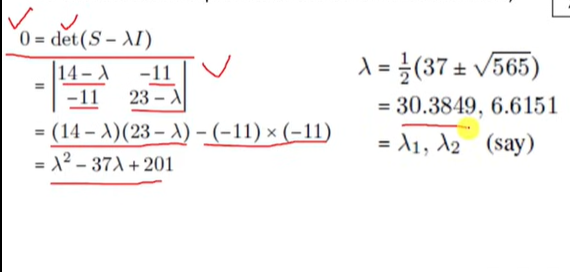 0 = det(S − λI)
= |14 − λ −11|
|−11 23 − λ|
= (14 − λ)(23 − λ) − (−11) × (−11)
= λ² − 37λ + 201
λ = ½(37 ± √565)
= 30.3849, 6.6151
= λ₁, λ₂ (say)